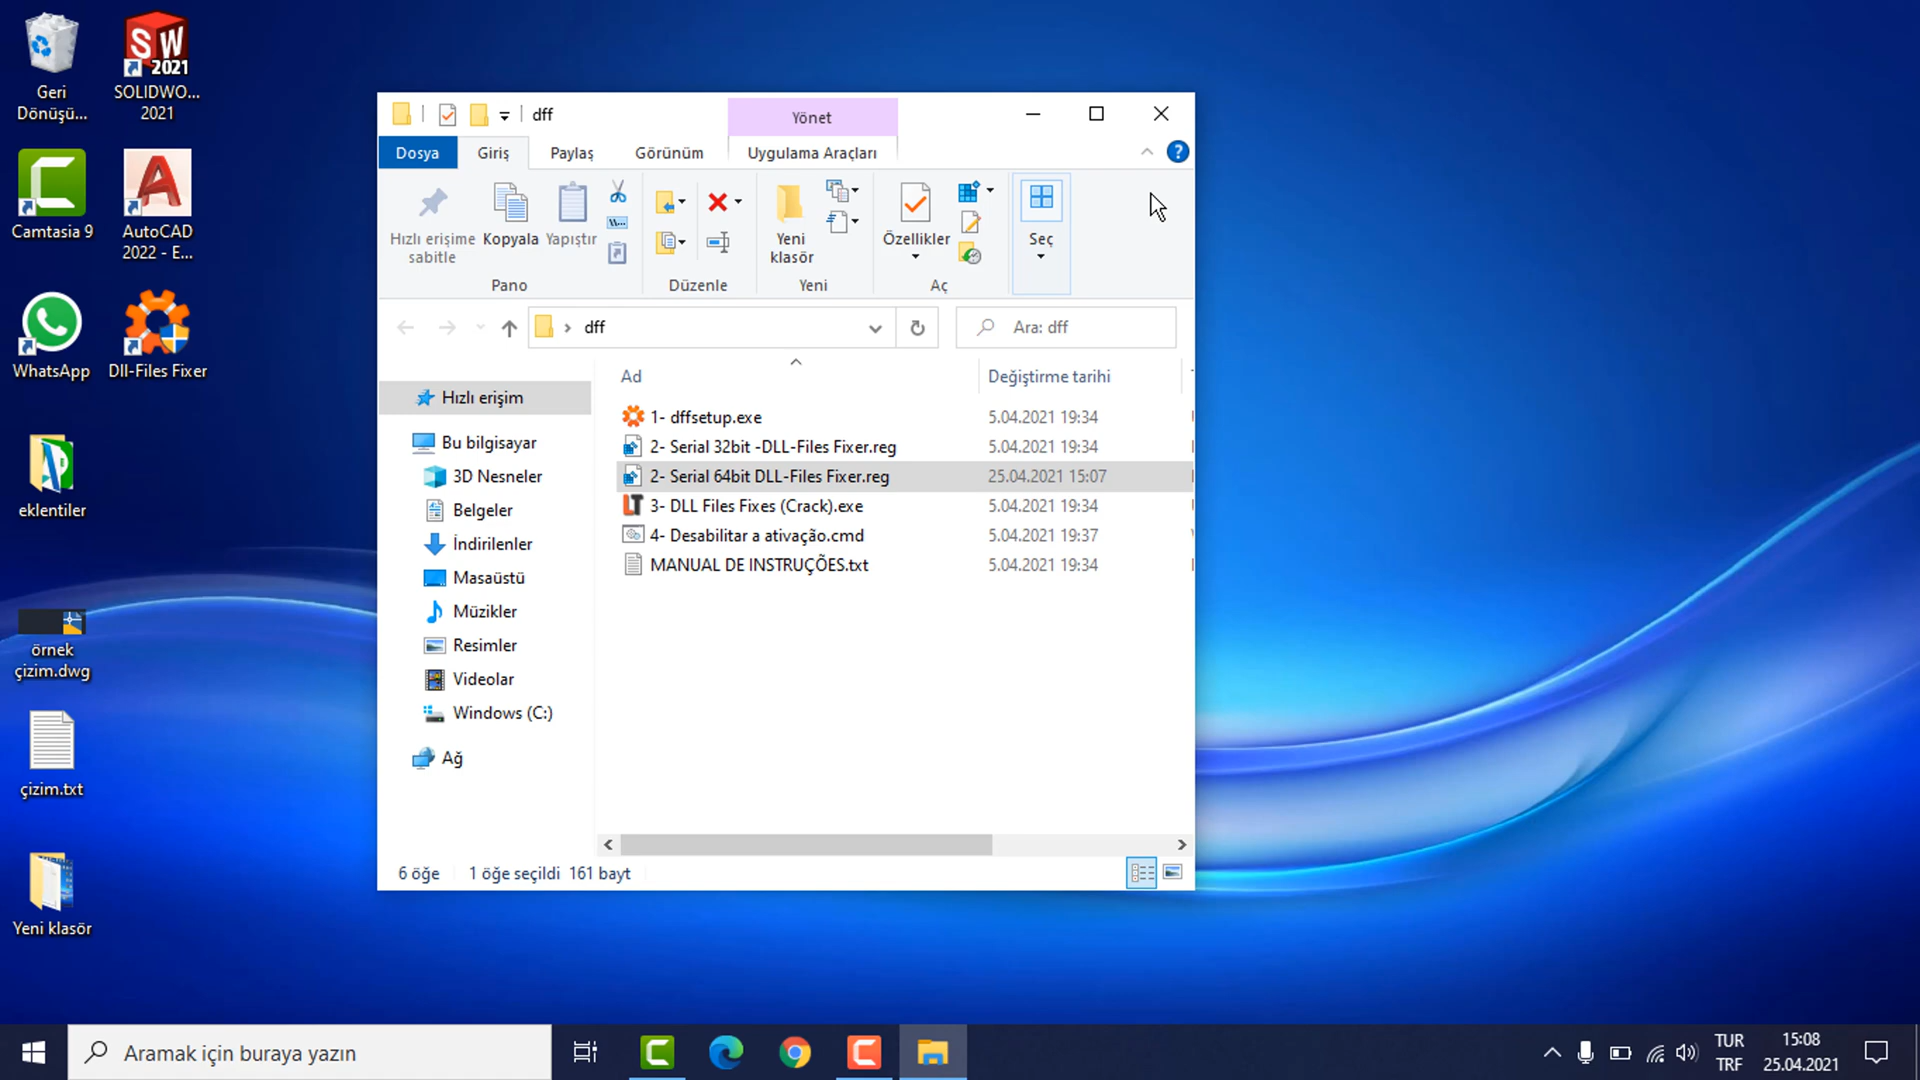 Geri
Dönüşü...
SW
2021
SOLIDWO...
2021
Camtasia 9
AutoCAD
2022 - E...
WhatsApp
Dll-Files Fixer
eklentiler
örnek
çizim.dwg
çizim.txt
Yeni klasör
dff
Yönet
Dosya
Giriş
Paylaş
Görünüm
Uygulama Araçları
Hızlı erişime
sabitle
Kopyala
Yapıştır
Pano
Düzenle
Yeni
klasör
Yeni
Özellikler
Aç
Seç
dff
Ara: dff
Ad
Değiştirme tarihi
Hızlı erişim
Bu bilgisayar
3D Nesneler
Belgeler
İndirilenler
Masaüstü
Müzikler
Resimler
Videolar
Windows (C:)
Ağ
1- dffsetup.exe 5.04.2021 19:34
2- Serial 32bit -DLL-Files Fixer.reg 5.04.2021 19:34
2- Serial 64bit DLL-Files Fixer.reg 25.04.2021 15:07
3- DLL Files Fixes (Crack).exe 5.04.2021 19:34
4- Desabilitar a ativação.cmd 5.04.2021 19:37
MANUAL DE INSTRUÇÕES.txt 5.04.2021 19:34
6 öğe 1 öğe seçildi 161 bayt
Aramak için buraya yazın
TUR
TRF
15:08
25.04.2021